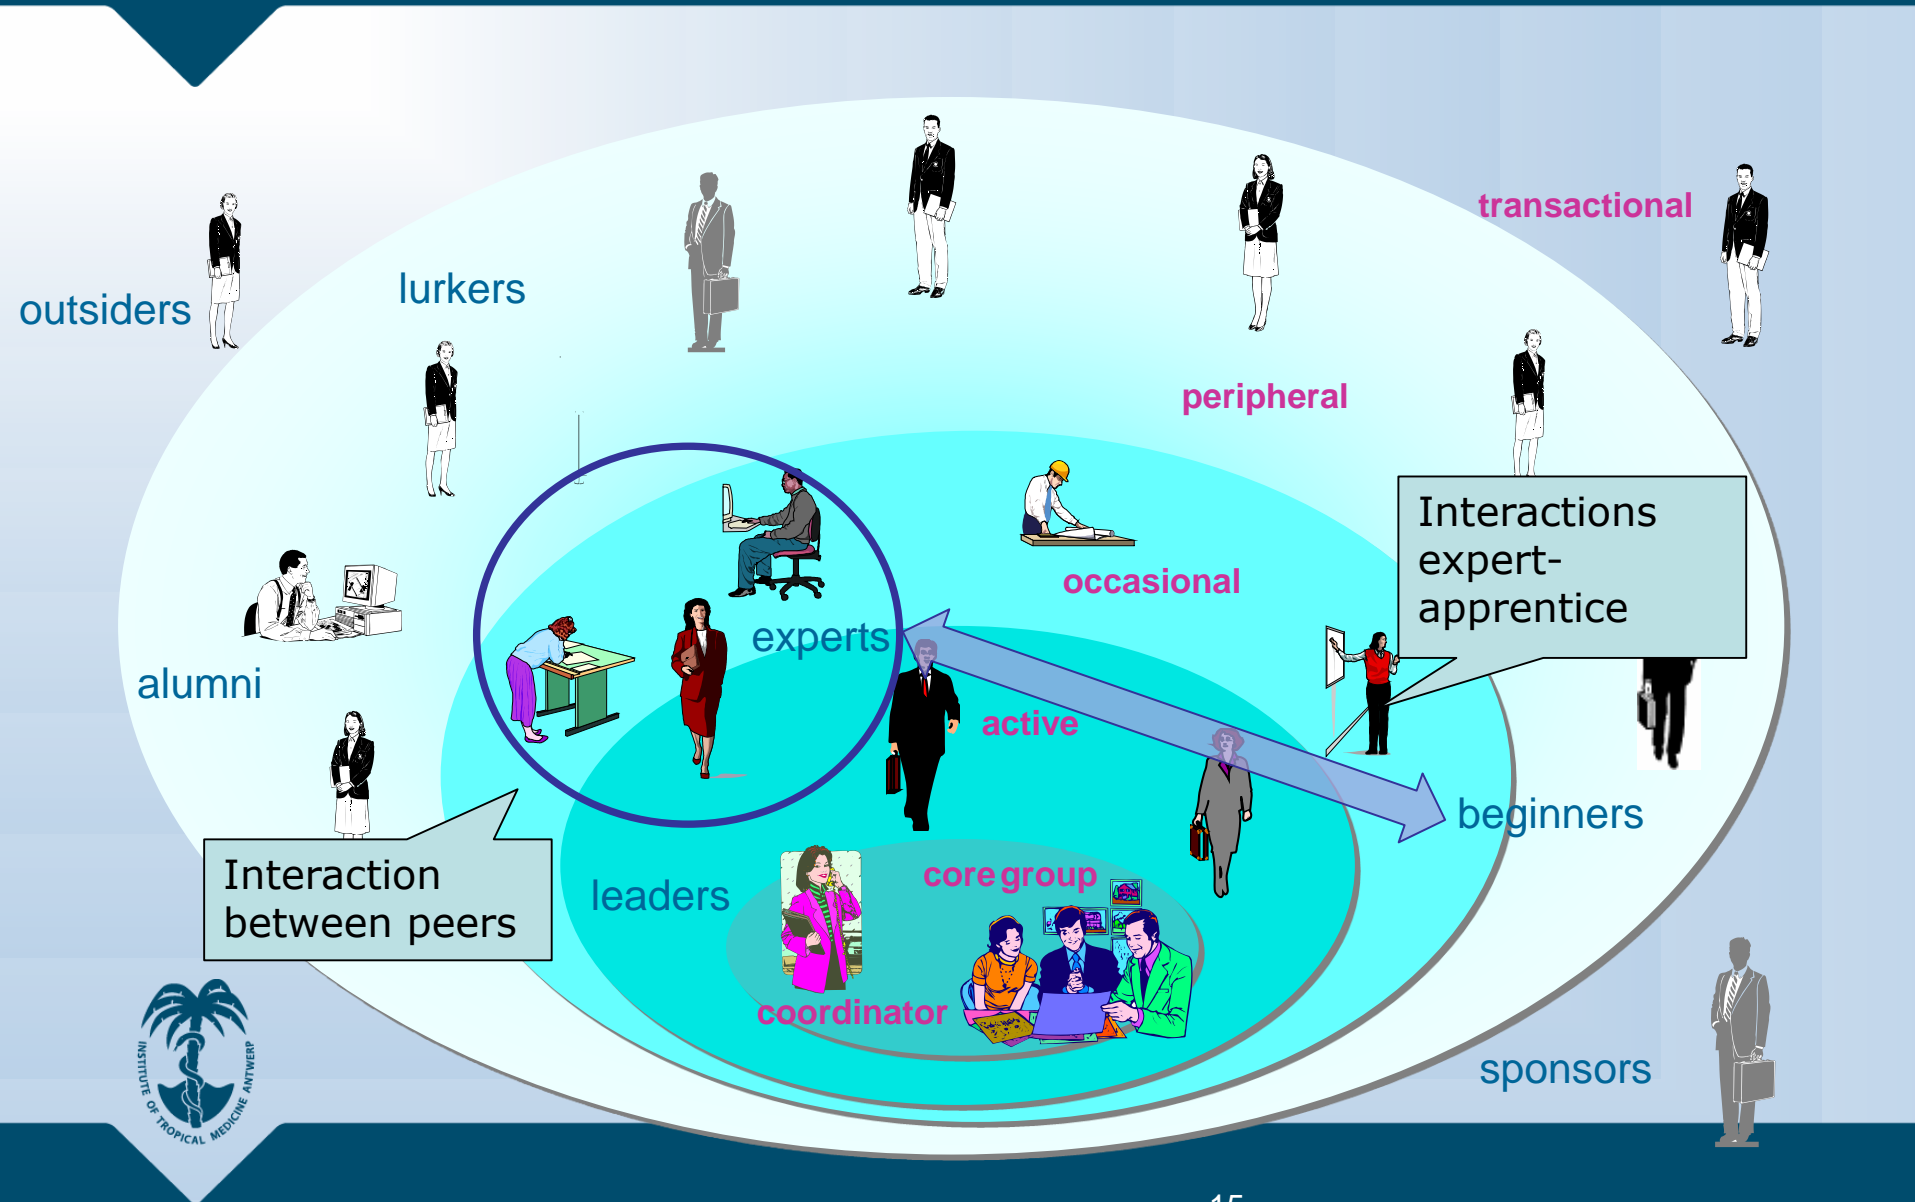 transactional
lurkers
outsiders
peripheral
Interactions
expert-
apprentice
occasional
experts
alumni
active
beginners
Interaction
between peers
core group
leaders
coordinator
sponsors
INSTITUTE OF TROPICAL MEDICINE ANTWERP
15